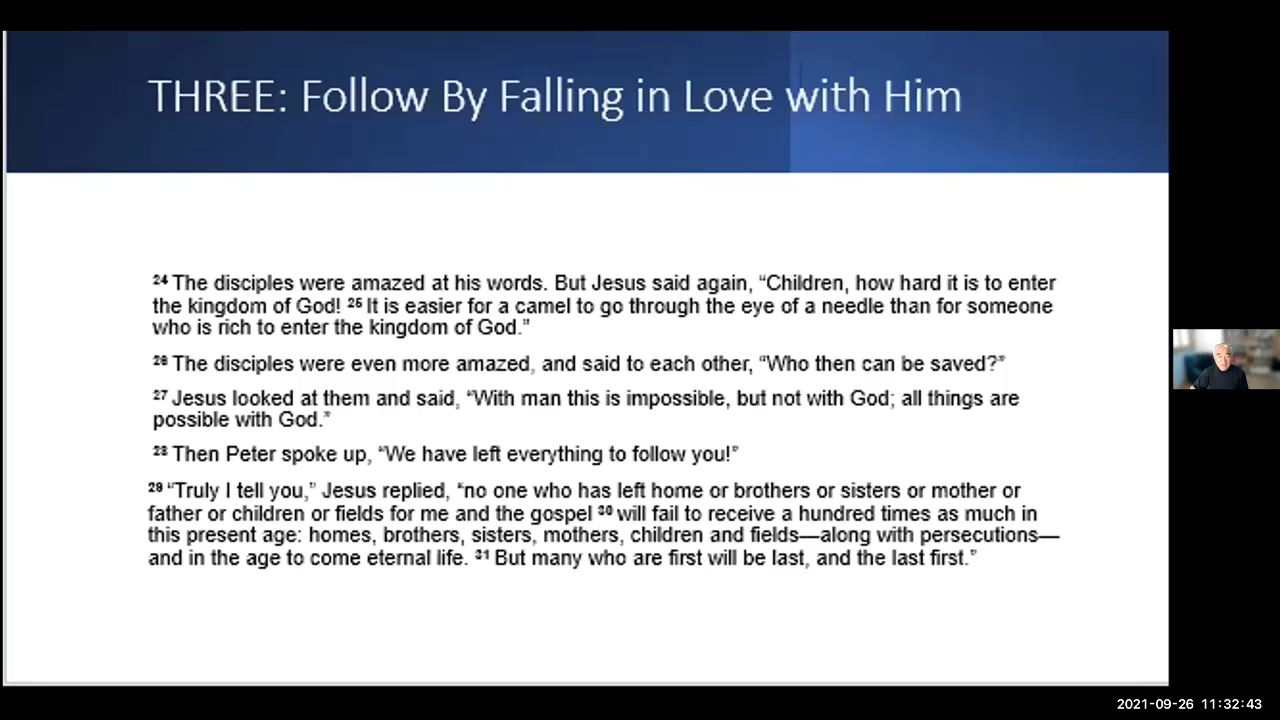 THREE: Follow By Falling in Love with Him
24 The disciples were amazed at his words. But Jesus said again, “Children, how hard it is to enter
the kingdom of God! 25 It is easier for a camel to go through the eye of a needle than for someone
who is rich to enter the kingdom of God.”
26 The disciples were even more amazed, and said to each other, “Who then can be saved?”
27 Jesus looked at them and said, “With man this is impossible, but not with God; all things are
possible with God.”
28 Then Peter spoke up, “We have left everything to follow you!”
29 “Truly I tell you,” Jesus replied, “no one who has left home or brothers or sisters or mother or
father or children or fields for me and the gospel 30 will fail to receive a hundred times as much in
this present age: homes, brothers, sisters, mothers, children and fields—along with persecutions—
and in the age to come eternal life. 31 But many who are first will be last, and the last first.”
2021-09-26 11:32:43